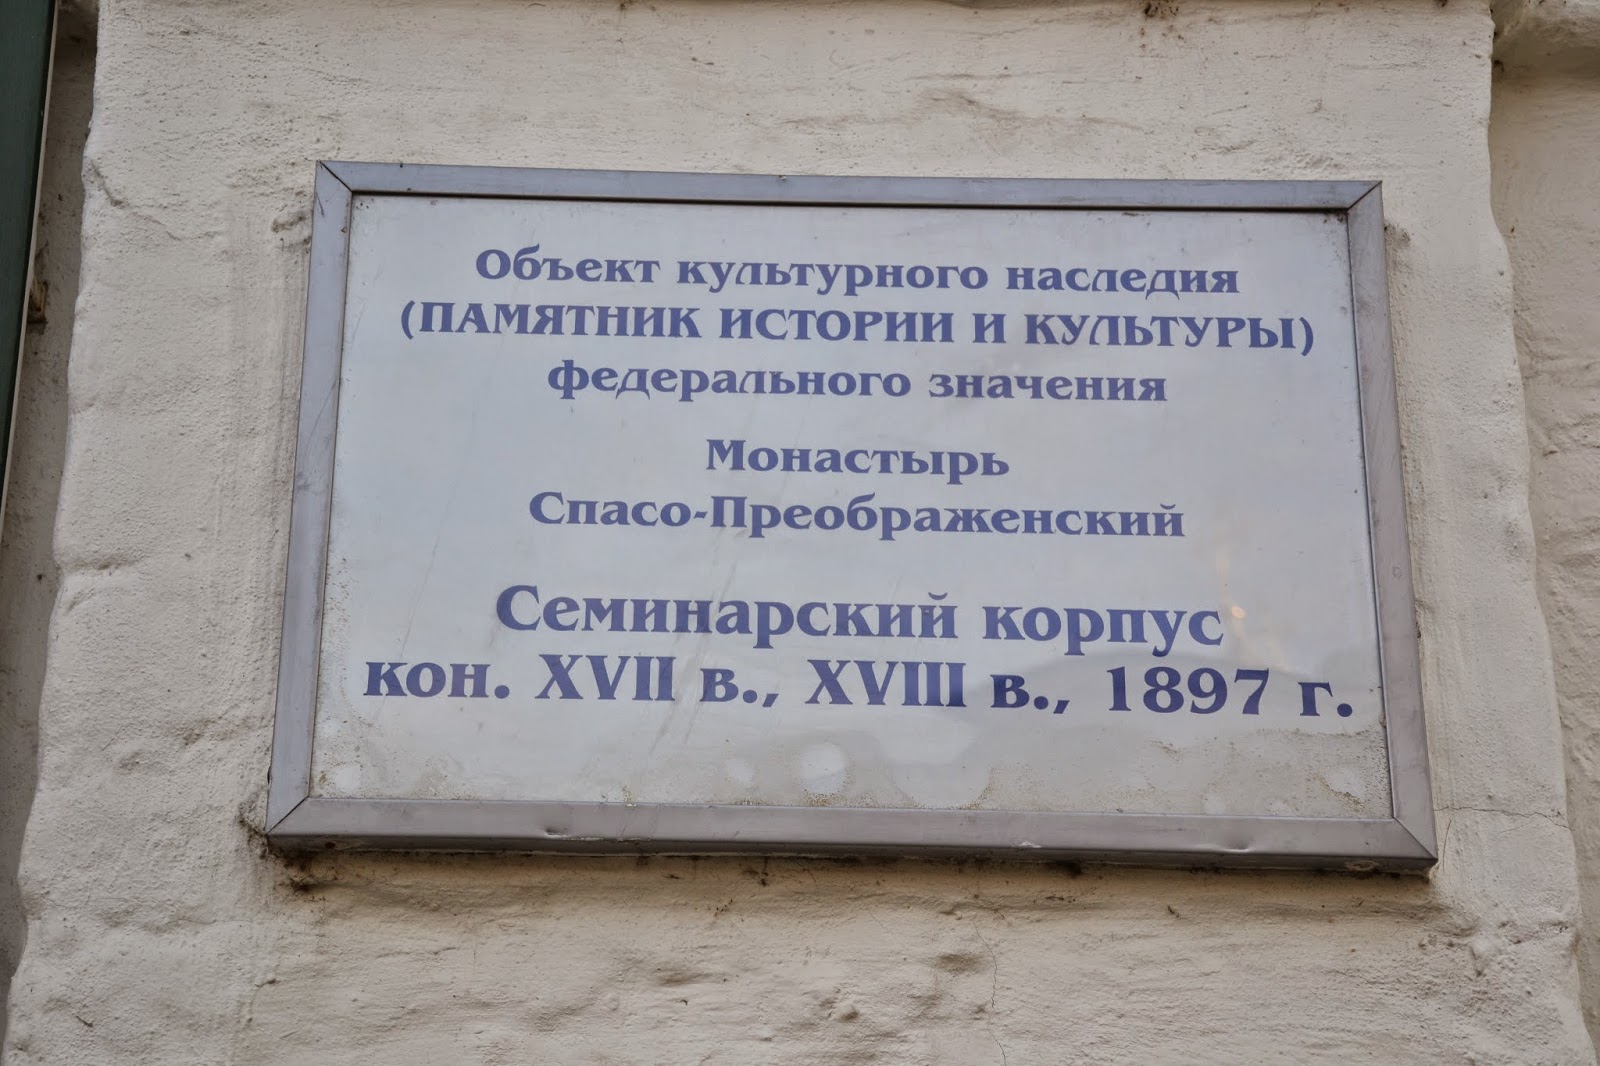 Объект культурного наследия
(ПАМЯТНИК ИСТОРИИ И КУЛЬТУРЫ)
федерального значения
Монастырь
Спасо-Преображенский
Семинарский корпус
кон. XVII в., XVIII в., 1897 г.